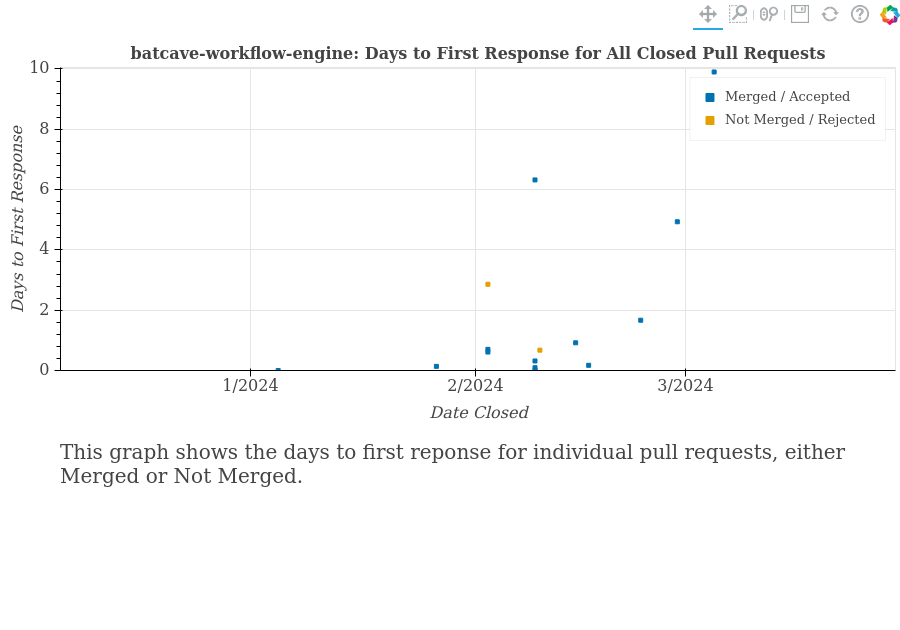 batcave-workflow-engine: Days to First Response for All Closed Pull Requests
10
8
6
4
2
0
Days to First Response
Merged / Accepted
Not Merged / Rejected
1/2024
2/2024
3/2024
Date Closed
This graph shows the days to first reponse for individual pull requests, either
Merged or Not Merged.